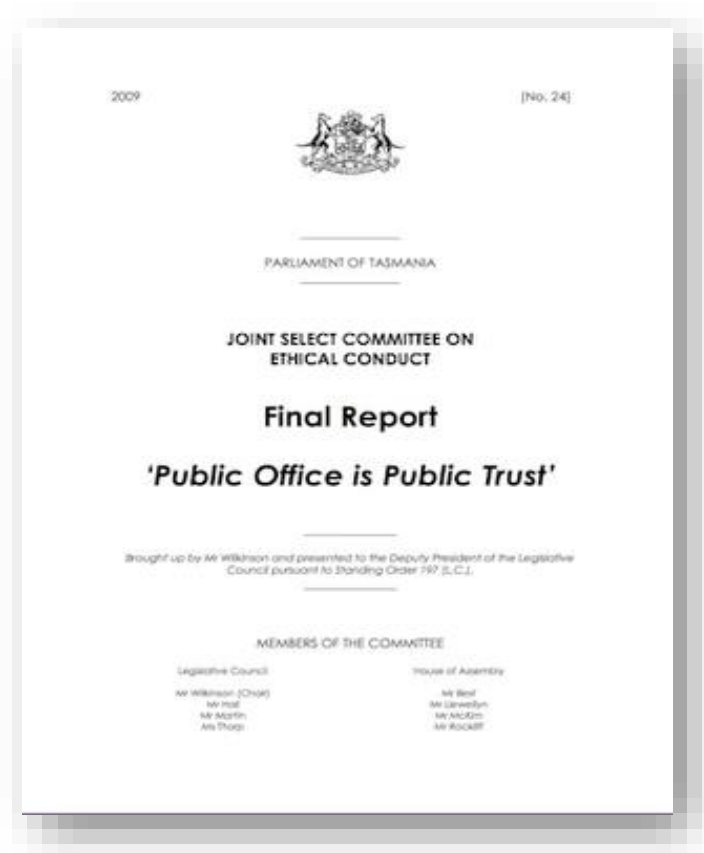 2009 [No. 24]
PARLIAMENT OF TASMANIA
JOINT SELECT COMMITTEE ON
ETHICAL CONDUCT
Final Report
‘Public Office is Public Trust’
Brought up by Mr Wilkinson and presented to the Deputy President of the Legislative
Council pursuant to Standing Order 197 (L.C.).
MEMBERS OF THE COMMITTEE
Legislative Council House of Assembly
Mr Wilkinson (Chair) Mr Best
Mr Hall Mr Llewellyn
Mr Martin Mr McKim
Ms Thorp Mr Rockliff